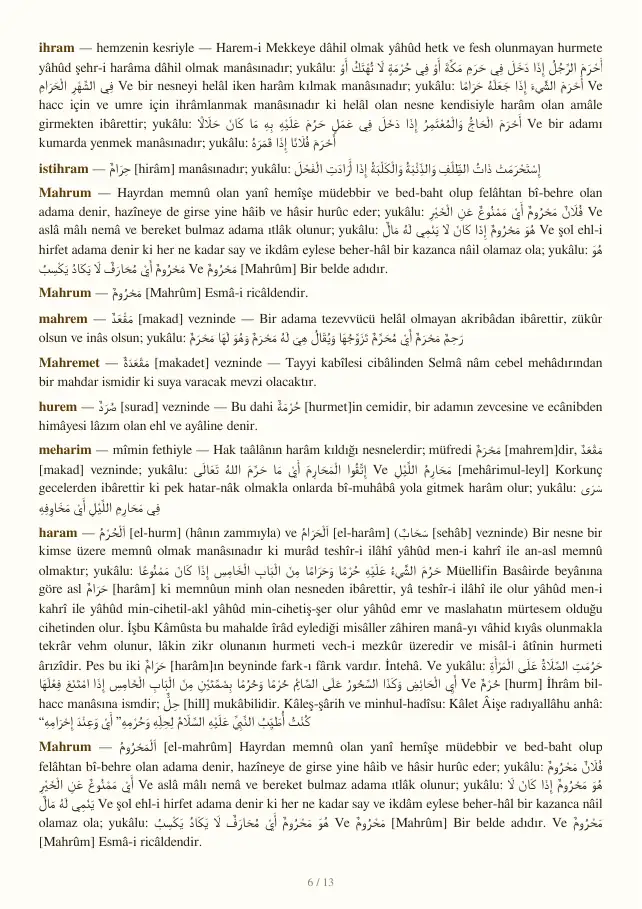 ihram — hemzenin kesriyle — Harem-i Mekkeye dâhil olmak yâhûd hetk ve fesh olunmayan hurmete
yâhûd şehr-i harâma dâhil olmak manâsınadır; yukâlu: أَحْرَمَ الرَّجُلُ إِذَا دَخَلَ فِي حَرَمِ مَكَّةَ أَوْ فِي حُرْمَةٍ لَا تُهْتَكُ أَوْ
فِي الشَّهْرِ الْحَرَامِ Ve bir nesneyi helâl iken harâm kılmak manâsınadır; yukâlu: أَحْرَمَ الشَّيْءَ إِذَا جَعَلَهُ حَرَامًا Ve
hacc için ve umre için ihrâmlanmak manâsınadır ki helâl olan nesne kendisiyle harâm olan amâle
girmekten ibârettir; yukâlu: أَحْرَمَ الْحَاجُّ وَالْمُعْتَمِرُ إِذَا دَخَلَ فِي عَمَلٍ حَرُمَ عَلَيْهِ بِهِ مَا كَانَ حَلَالًا Ve bir adamı
kumarda yenmek manâsınadır; yukâlu: أَحْرَمَ فُلَانًا إِذَا قَمَرَهُ
istihram — حِرَامٌ [hirâm] manâsınadır; yukâlu: إِسْتَحْرَمَتْ ذَاتُ الظِّلْفِ وَالذِّئْبَةُ وَالْكَلْبَةُ إِذَا أَرَادَتِ الْفَحْلَ
Mahrum — Hayrdan memnû olan yanî hemîşe müdebbir ve bed-baht olup felâhtan bî-behre olan
adama denir, hazîneye de girse yine hâib ve hâsir hurûc eder; yukâlu: فُلَانٌ مَحْرُومٌ أَيْ مَمْنُوعٌ عَنِ الْخَيْرِ Ve
aslâ mâlı nemâ ve bereket bulmaz adama ıtlâk olunur; yukâlu: هُوَ مَحْرُومٌ إِذَا كَانَ لَا يَنْمِي لَهُ مَالٌ Ve şol ehl-i
hirfet adama denir ki her ne kadar say ve ikdâm eylese beher-hâl bir kazanca nâil olamaz ola; yukâlu: هُوَ
مَحْرُومٌ أَيْ مُحَارَفٌ لَا يَكَادُ يَكْسِبُ Ve مَحْرُومٌ [Mahrûm] Bir belde adıdır.
Mahrum — مَحْرُومٌ [Mahrûm] Esmâ-i ricâldendir.
mahrem — مَقْعَدٌ [makad] vezninde — Bir adama tezevvücü helâl olmayan akribâdan ibârettir, zükûr
olsun ve inâs olsun; yukâlu: رَحِمٌ مَحْرَمٌ أَيْ مُحَرَّمٌ تَزَوُّجُهَا وَيُقَالُ هِيَ لَهُ مَحْرَمٌ وَهُوَ لَهَا مَحْرَمٌ
Mahremet — مَقْعَدَةٌ [makadet] vezninde — Tayyi kabîlesi cibâlinden Selmâ nâm cebel mehâdırından
bir mahdar ismidir ki suya varacak mevzi olacaktır.
hurem — صُرَدٌ [surad] vezninde — Bu dahi حُرْمَةٌ [hurmet]in cemidir, bir adamın zevcesine ve ecânibden
himâyesi lâzım olan ehl ve ayâline denir.
meharim — mîmin fethiyle — Hak taâlânın harâm kıldığı nesnelerdir; müfredi مَحْرَمٌ [mahrem]dir, مَقْعَدٌ
[makad] vezninde; yukâlu: إِتَّقُوا الْمَحَارِمَ أَيْ مَا حَرَّمَ اللهُ تَعَالَى Ve مَحَارِمُ اللَّيْلِ [mehârimul-leyl] Korkunç
gecelerden ibârettir ki pek hatar-nâk olmakla onlarda bî-muhâbâ yola gitmek harâm olur; yukâlu: سَرَى
فِي مَحَارِمِ اللَّيْلِ أَيْ مَخَاوِفِهِ
haram — اَلْحُرْمُ [el-hurm] (hânın zammıyla) ve اَلْحَرَامُ [el-harâm] (سَحَابٌ [sehâb] vezninde) Bir nesne bir
kimse üzere memnû olmak manâsınadır ki murâd teshîr-i ilâhî yâhûd men-i kahrî ile an-asl memnû
olmaktır; yukâlu: حَرُمَ الشَّيْءُ عَلَيْهِ حُرْمًا وَحَرَامًا مِنَ الْبَابِ الْخَامِسِ إِذَا كَانَ مَمْنُوعًا Müellifin Basâirde beyânına
göre asl حَرَامٌ [harâm] ki memnûun minh olan nesneden ibârettir, yâ teshîr-i ilâhî ile olur yâhûd men-i
kahrî ile yâhûd min-cihetil-akl yâhûd min-cihetiş-şer olur yâhûd emr ve maslahatın mürtesem olduğu
cihetinden olur. İşbu Kâmûsta bu mahalde îrâd eylediği misâller zâhiren manâ-yı vâhid kıyâs olunmakla
tekrâr vehm olunur, lâkin zikr olunanın hurmeti vech-i mezkûr üzeredir ve misâl-i âtînin hurmeti
ârızîdir. Pes bu iki حَرَامٌ [harâm]ın beyninde fark-ı fârık vardır. İntehâ. Ve yukâlu: حَرُمَتِ الصَّلَاةُ عَلَى الْمَرْأَةِ
أَيِ الْحَائِضِ وَكَذَا السَّحُورُ عَلَى الصَّائِمِ حُرْمًا وَحُرُمًا بِضَمَّتَيْنِ مِنَ الْبَابِ الْخَامِسِ إِذَا امْتَنَعَ فِعْلُهَا Ve حُرْمٌ [hurm] İhrâm bil-
hacc manâsına ismdir; حِلٌّ [hill] mukâbilidir. Kâleş-şârih ve minhul-hadîsu: Kâlet Âişe radıyallâhu anhâ:
“كُنْتُ أُطَيِّبُ النَّبِيَّ عَلَيْهِ السَّلَامُ لِحِلِّهِ وَحُرْمِهِ” أَيْ وَعِنْدَ إِحْرَامِهِ
Mahrum — اَلْمَحْرُومُ [el-mahrûm] Hayrdan memnû olan yanî hemîşe müdebbir ve bed-baht olup
felâhtan bî-behre olan adama denir, hazîneye de girse yine hâib ve hâsir hurûc eder; yukâlu: فُلَانٌ مَحْرُومٌ
أَيْ مَمْنُوعٌ عَنِ الْخَيْرِ Ve aslâ mâlı nemâ ve bereket bulmaz adama ıtlâk olunur; yukâlu: هُوَ مَحْرُومٌ إِذَا كَانَ لَا
يَنْمِي لَهُ مَالٌ Ve şol ehl-i hirfet adama denir ki her ne kadar say ve ikdâm eylese beher-hâl bir kazanca nâil
olamaz ola; yukâlu: هُوَ مَحْرُومٌ أَيْ مُحَارَفٌ لَا يَكَادُ يَكْسِبُ Ve مَحْرُومٌ [Mahrûm] Bir belde adıdır. Ve مَحْرُومٌ
[Mahrûm] Esmâ-i ricâldendir.
6 / 13